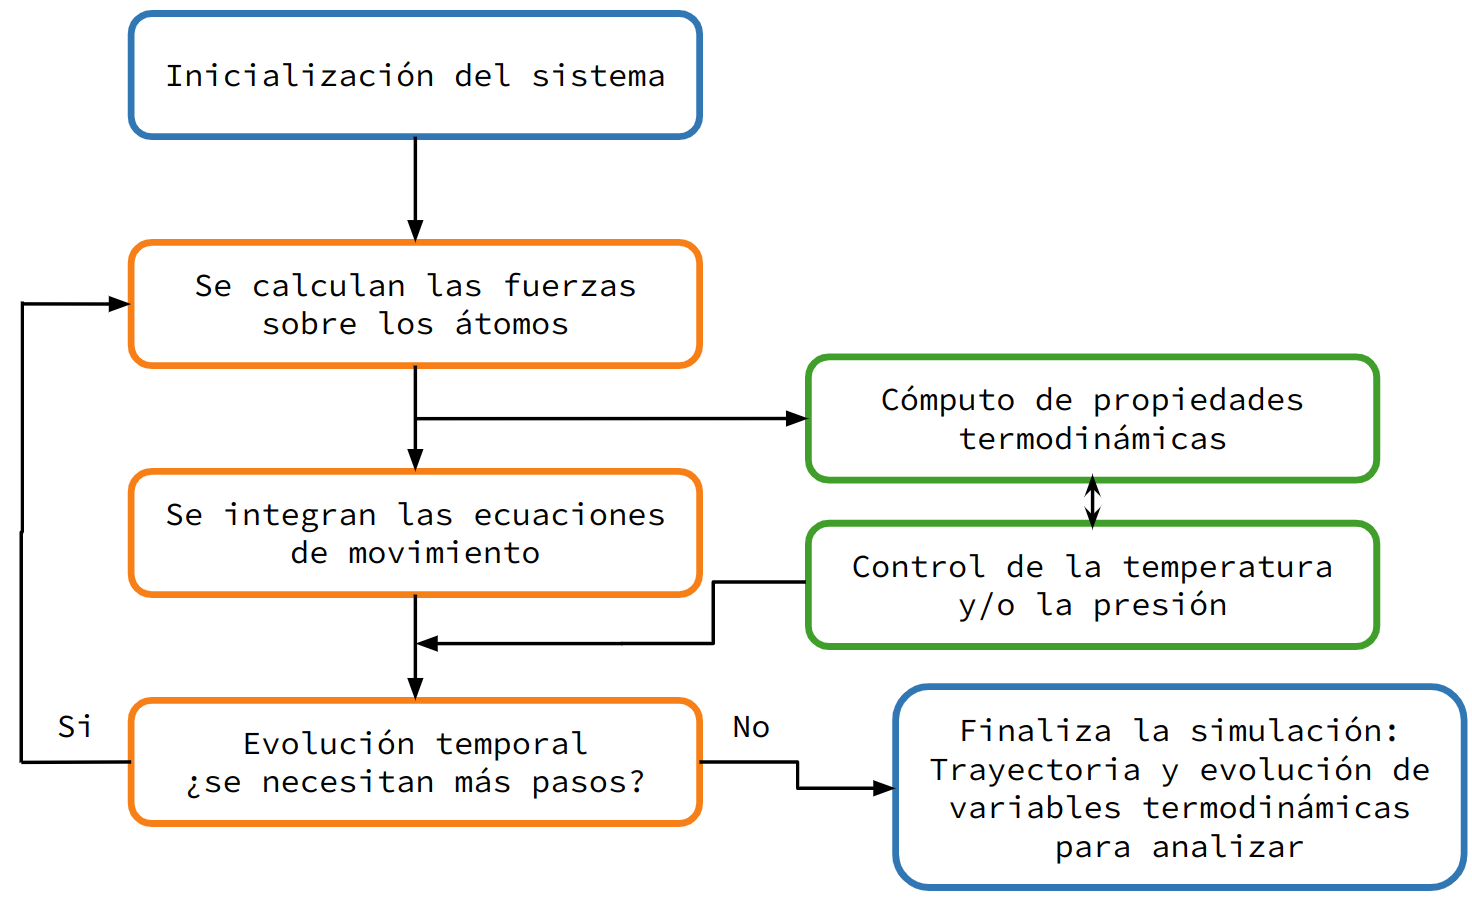 Inicialización del sistema
Se calculan las fuerzas
sobre los átomos
Cómputo de propiedades
termodinámicas
Se integran las ecuaciones
de movimiento
Control de la temperatura
y/o la presión
Si
Evolución temporal
¿se necesitan más pasos?
No
Finaliza la simulación:
Trayectoria y evolución de
variables termodinámicas
para analizar